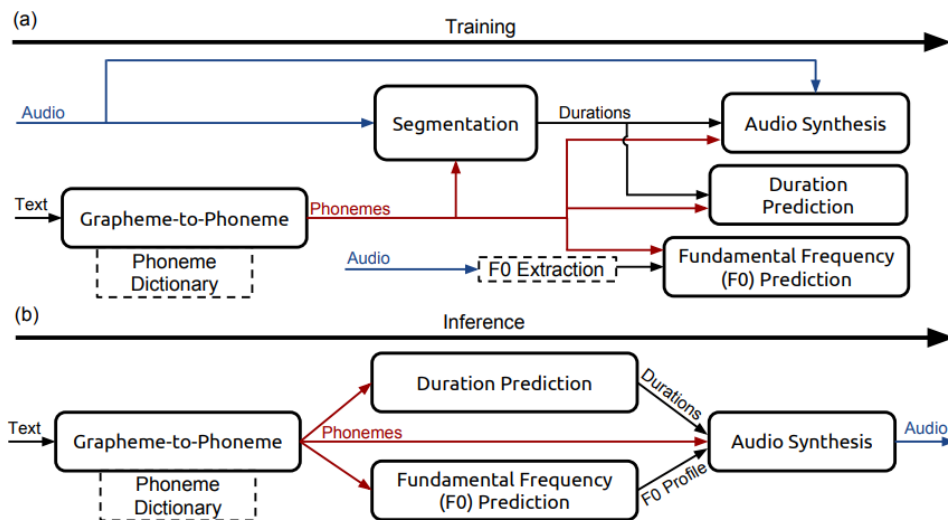 (a)
Training
Audio
Segmentation
Durations
Audio Synthesis
Text
Grapheme-to-Phoneme
Phonemes
Duration
Prediction
Phoneme
Dictionary
Audio
F0 Extraction
Fundamental Frequency
(F0) Prediction
(b)
Inference
Duration Prediction
Durations
Text
Grapheme-to-Phoneme
Phonemes
Audio Synthesis
Audio
Phoneme
Dictionary
Fundamental Frequency
(F0) Prediction
F0 Profile